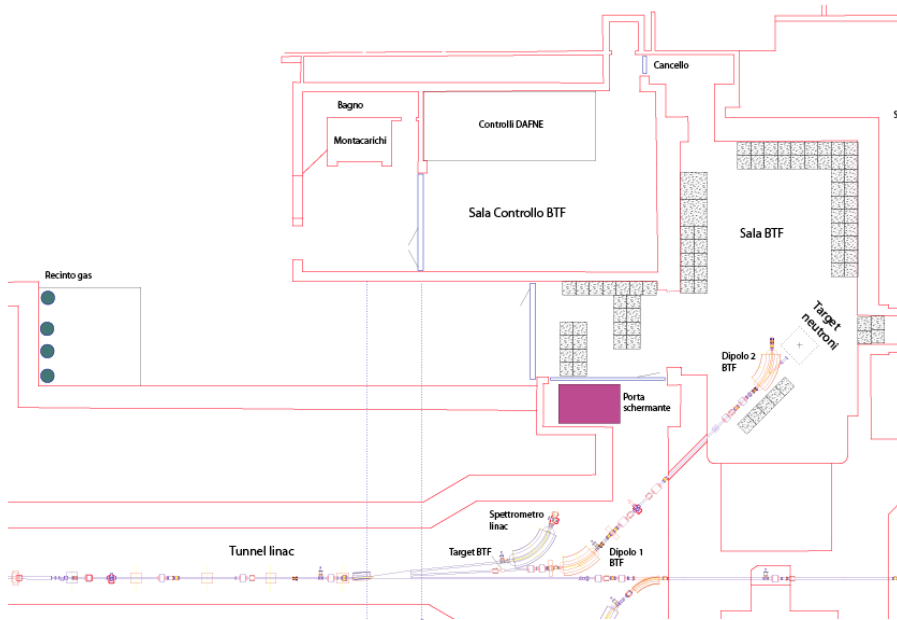 Cancello
Bagno
Controlli DAFNE
Montacarichi
Sala Controllo BTF
Sala BTF
Recinto gas
Target
neutroni
Dipolo 2
BTF
Porta
schermante
Spettrometro
linac
Tunnel linac
Target BTF
Dipolo 1
BTF